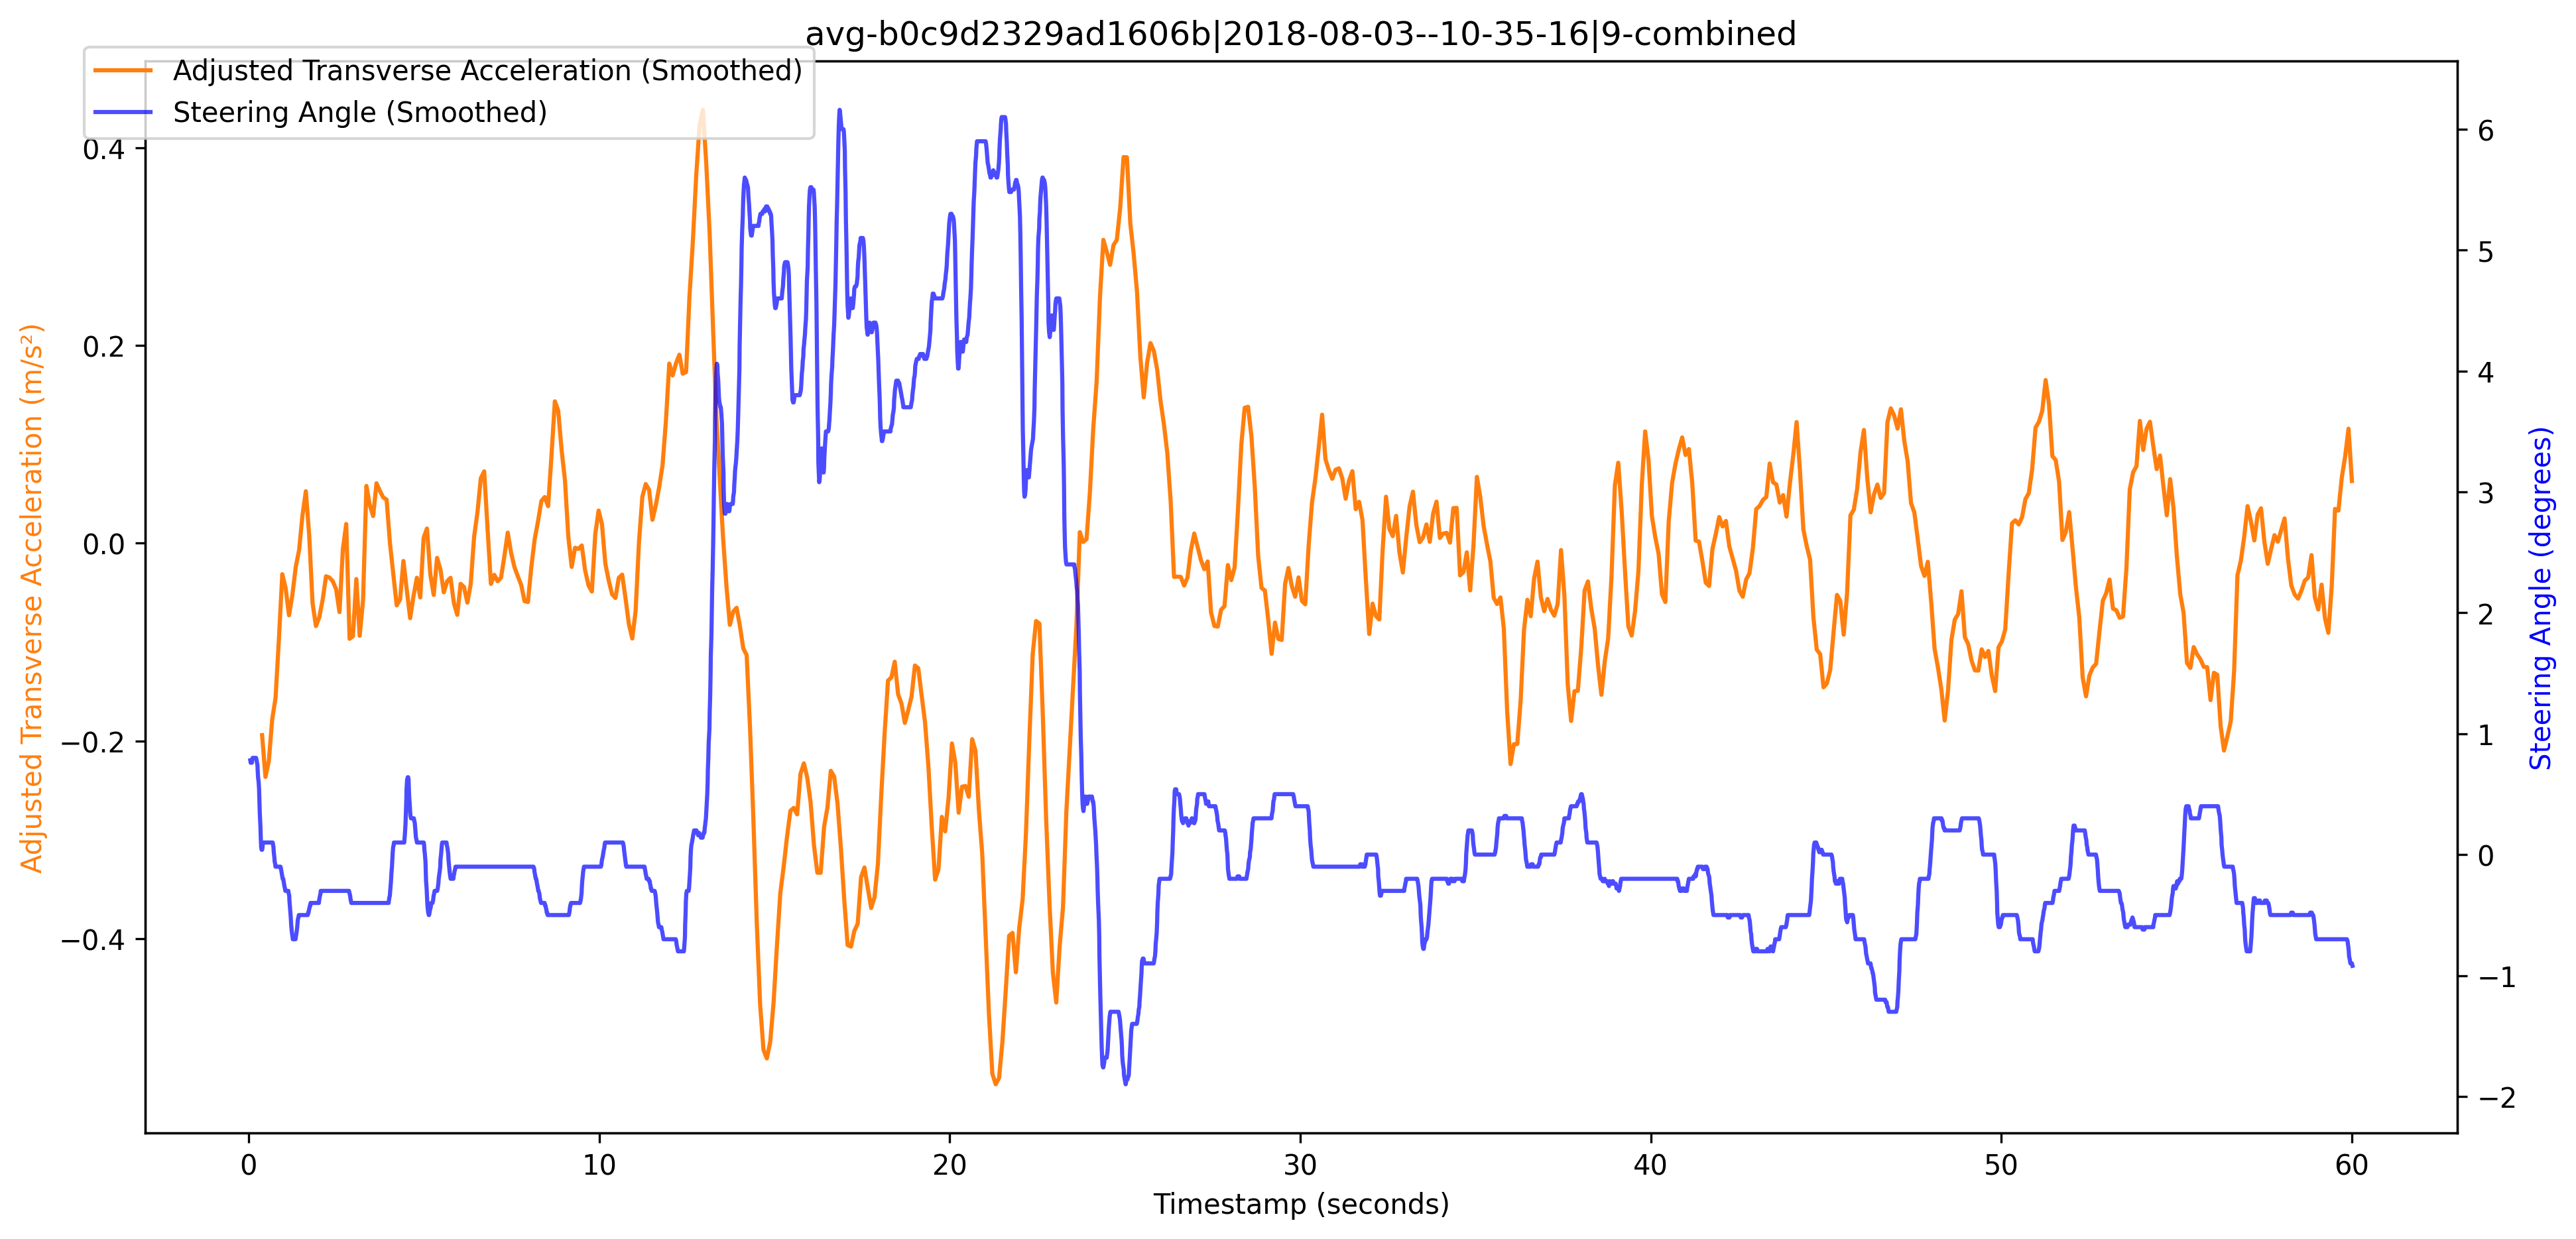 avg-b0c9d2329ad1606b|2018-08-03--10-35-16|9-combined
Adjusted Transverse Acceleration (Smoothed)
Steering Angle (Smoothed)
Adjusted Transverse Acceleration (m/s²)
0.4
0.2
0.0
−0.2
−0.4
6
5
4
3
2
1
0
−1
−2
Steering Angle (degrees)
0 10 20 30 40 50 60
Timestamp (seconds)